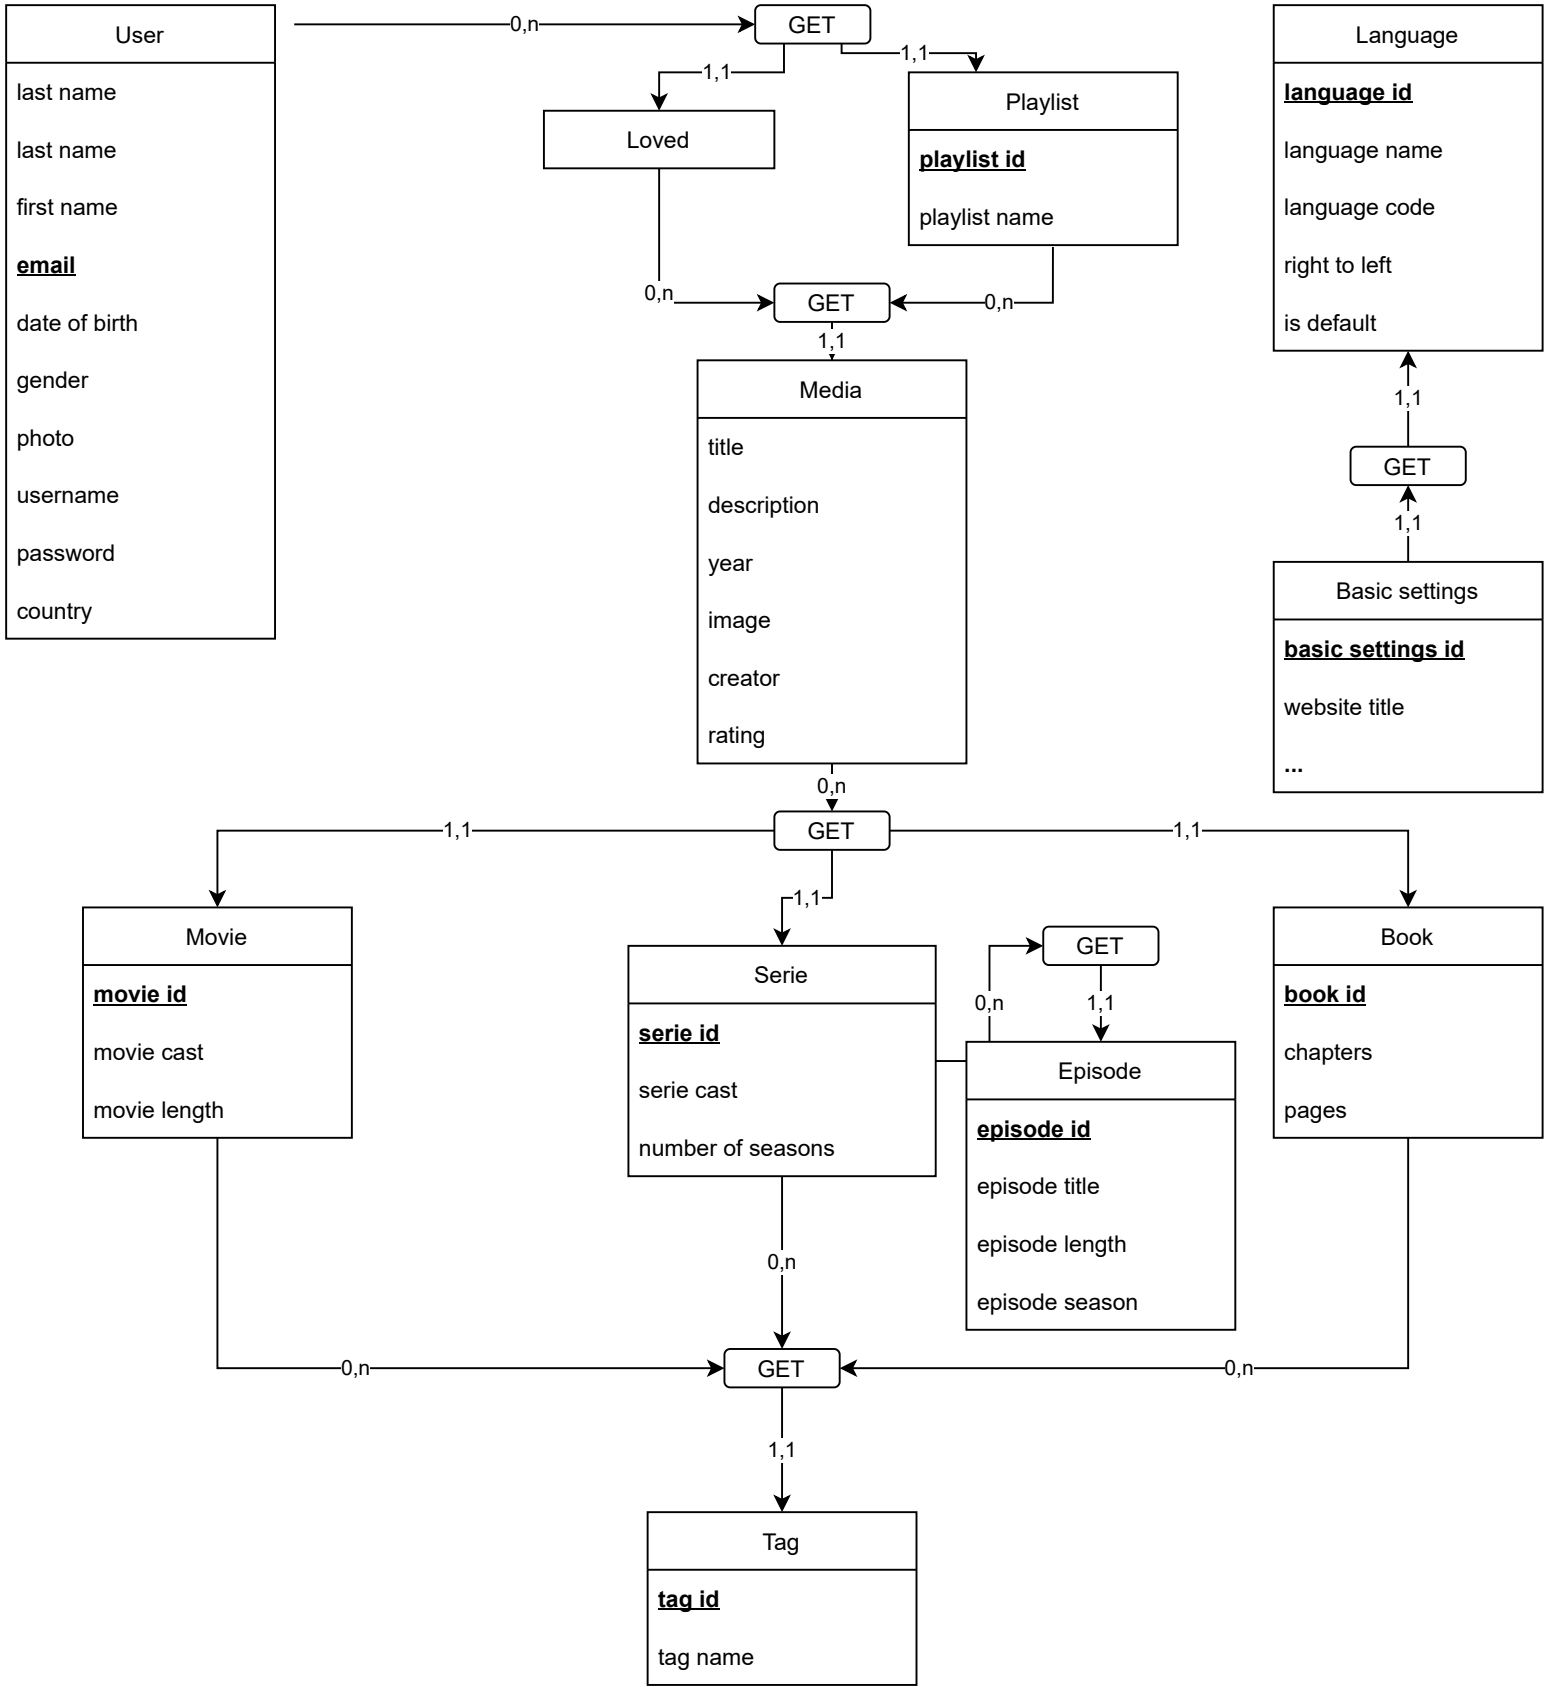 User
last name
last name
first name
email
date of birth
gender
photo
username
password
country
0,n
GET
1,1
1,1
Loved
Playlist
playlist id
playlist name
0,n
GET
0,n
1,1
Media
title
description
year
image
creator
rating
0,n
GET
1,1
1,1
1,1
Language
language id
language name
language code
right to left
is default
1,1
GET
1,1
Basic settings
basic settings id
website title
...
Movie
movie id
movie cast
movie length
Serie
serie id
serie cast
number of seasons
0,n
GET
1,1
Episode
episode id
episode title
episode length
episode season
Book
book id
chapters
pages
0,n
0,n
GET
0,n
1,1
Tag
tag id
tag name